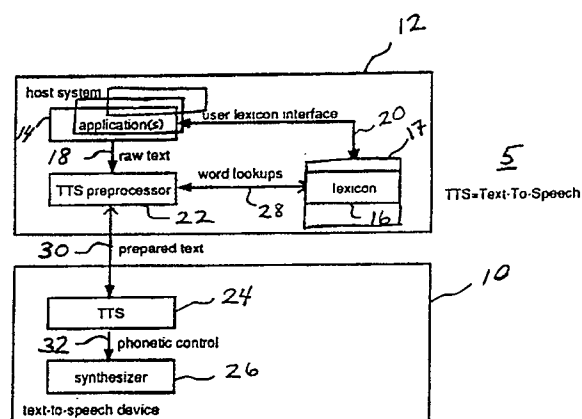 12
host system
application(s)
user lexicon interface
14
20
17
18
raw text
word lookups
5
TTS preprocessor
lexicon
TTS=Text-To-Speech
22
28
16
30
prepared text
10
TTS
24
32
phonetic control
synthesizer
26
text-to-speech device